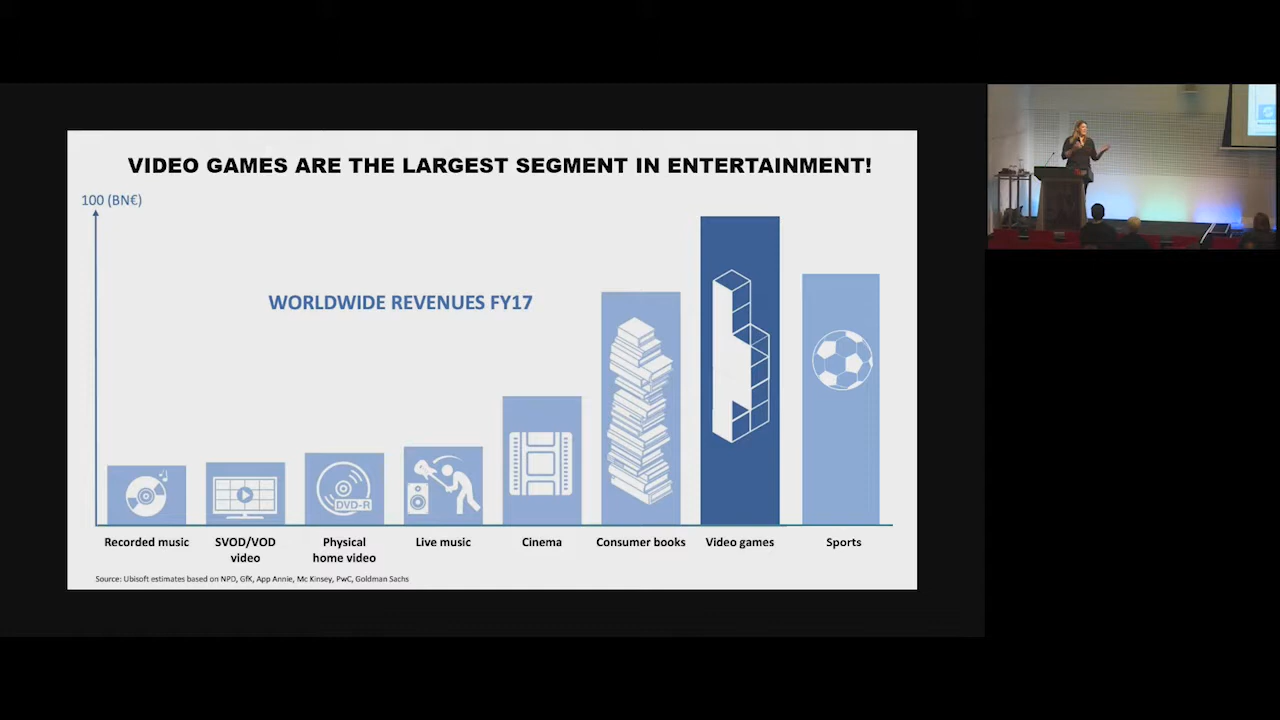 VIDEO GAMES ARE THE LARGEST SEGMENT IN ENTERTAINMENT!
100 (BN€)
WORLDWIDE REVENUES FY17
DVD-R
Recorded music
SVOD/VOD
video
Physical
home video
Live music
Cinema
Consumer books
Video games
Sports
Source: Ubisoft estimates based on NPD, GfK, App Annie, Mc Kinsey, PwC, Goldman Sachs